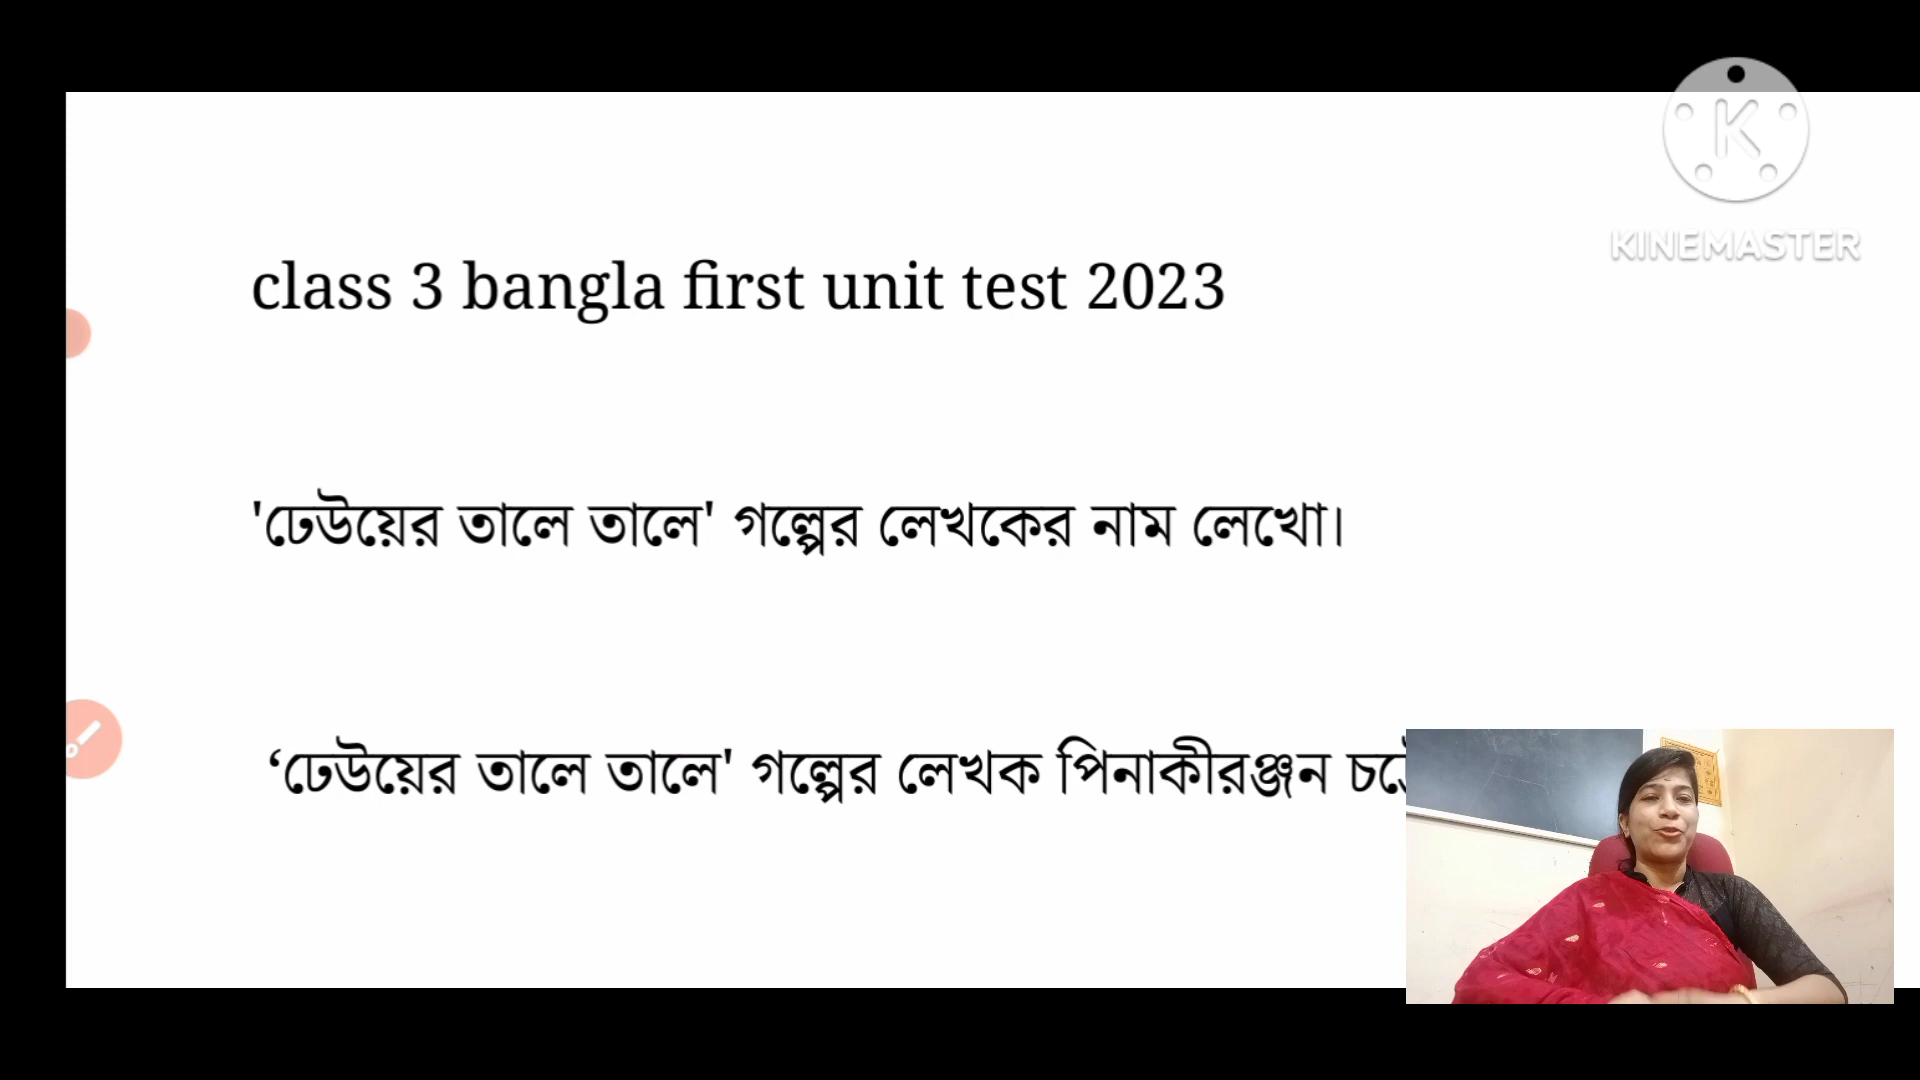 KINEMASTER
class 3 bangla first unit test 2023
'ঢেউয়ের তালে তালে' গল্পের লেখকের নাম লেখো।
‘ঢেউয়ের তালে তালে' গল্পের লেখক পিনাকীরঞ্জন